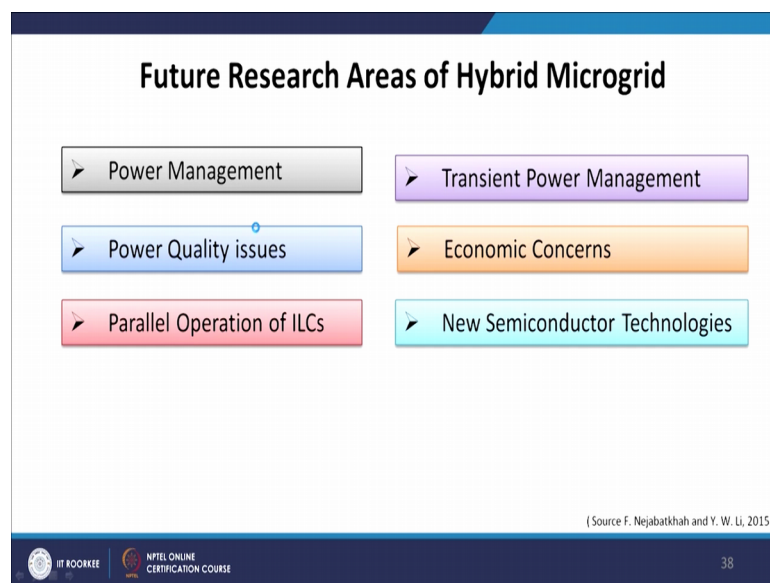 Future Research Areas of Hybrid Microgrid
➢ Power Management
➢ Transient Power Management
➢ Power Quality issues
➢ Economic Concerns
➢ Parallel Operation of ILCs
➢ New Semiconductor Technologies
( Source F. Nejabatkhah and Y. W. Li, 2015
IIT ROORKEE
NPTEL ONLINE
CERTIFICATION COURSE
38